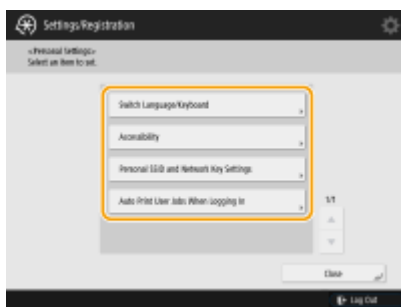 Settings/Registration
<Personal Settings>
Select an item to set.
Switch Language/Keyboard
Accessibility
Personal SSID and Network Key Settings
Auto Print User Jobs When Logging In
1/1
Close
Log Out